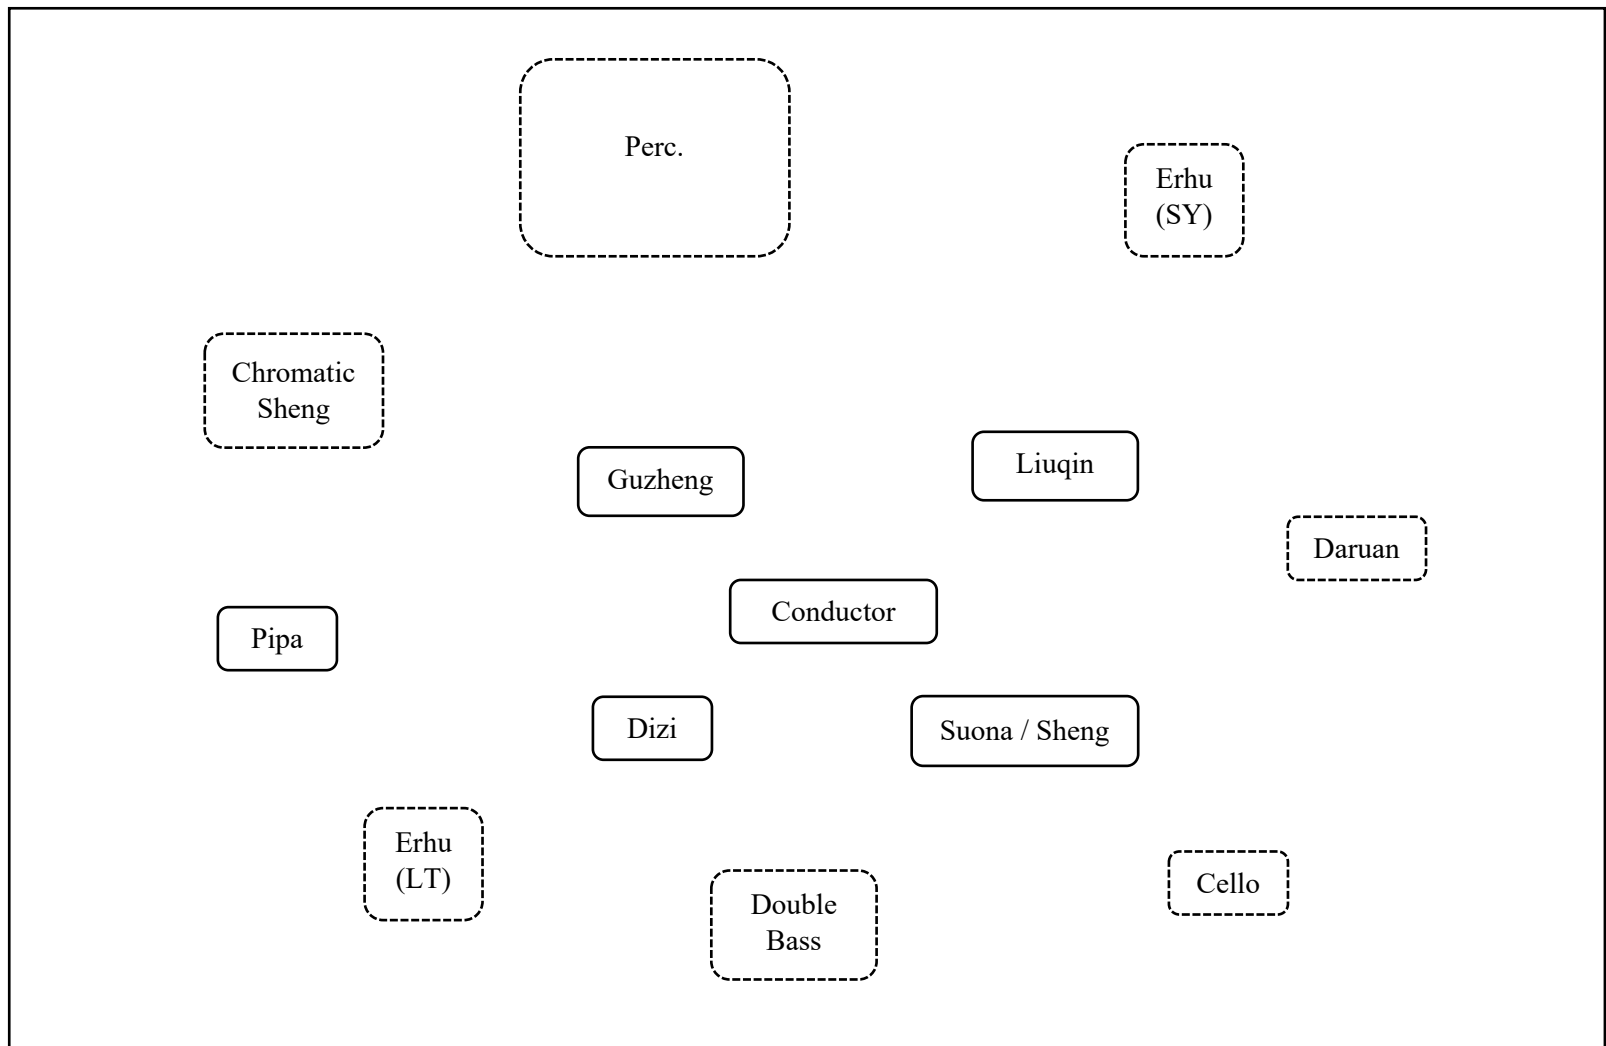 Perc.
Erhu
(SY)
Chromatic
Sheng
Guzheng
Liuqin
Daruan
Conductor
Pipa
Dizi
Suona / Sheng
Erhu
(LT)
Double
Bass
Cello